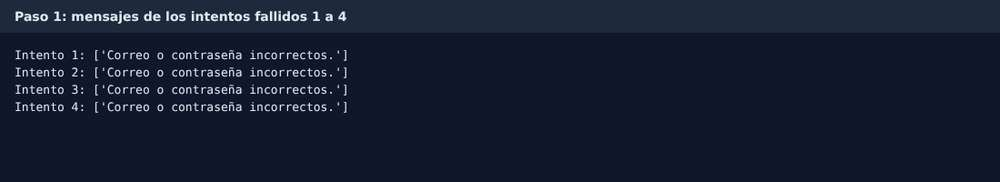 Paso 1: mensajes de los intentos fallidos 1 a 4
Intento 1: ['Correo o contraseña incorrectos.']
Intento 2: ['Correo o contraseña incorrectos.']
Intento 3: ['Correo o contraseña incorrectos.']
Intento 4: ['Correo o contraseña incorrectos.']